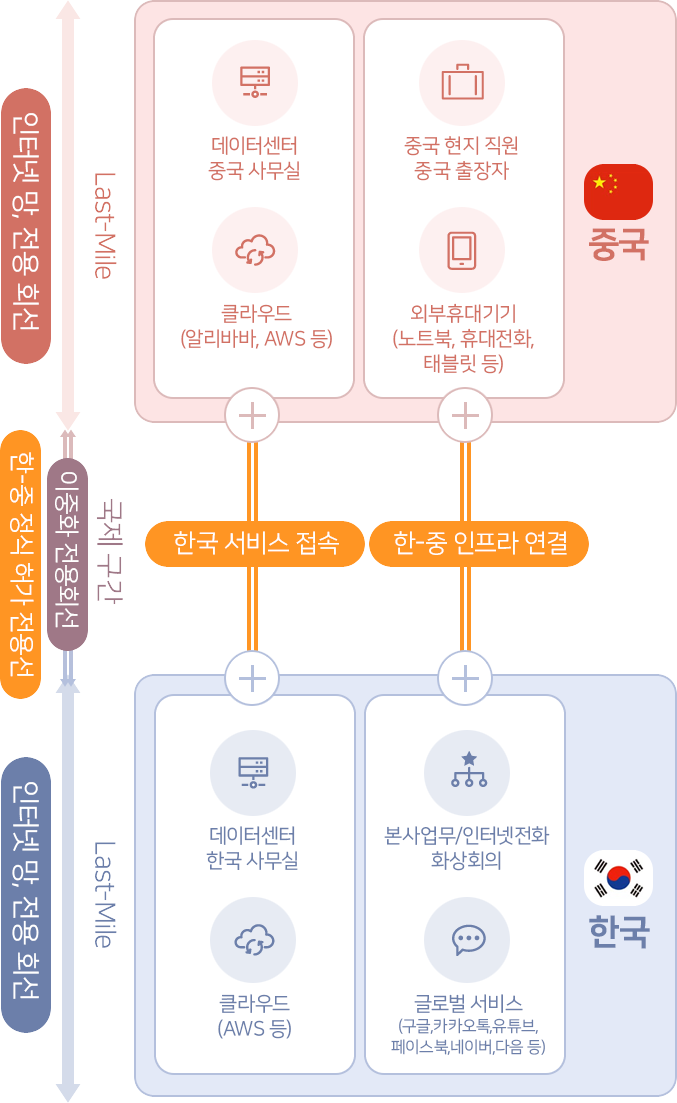 인터넷 망, 전용 회선
Last-Mile
데이터센터
중국 사무실
클라우드
(알리바바, AWS 등)
중국 현지 직원
중국 출장자
외부휴대기기
(노트북, 휴대전화,
태블릿 등)
중국
한-중 정식 허가 전용선
이중화 전용회선
국제 구간
한국 서비스 접속
한-중 인프라 연결
인터넷 망, 전용 회선
Last-Mile
데이터센터
한국 사무실
클라우드
(AWS 등)
본사업무/인터넷전화
화상회의
글로벌 서비스
(구글,카카오톡,유튜브,
페이스북,네이버,다음 등)
한국